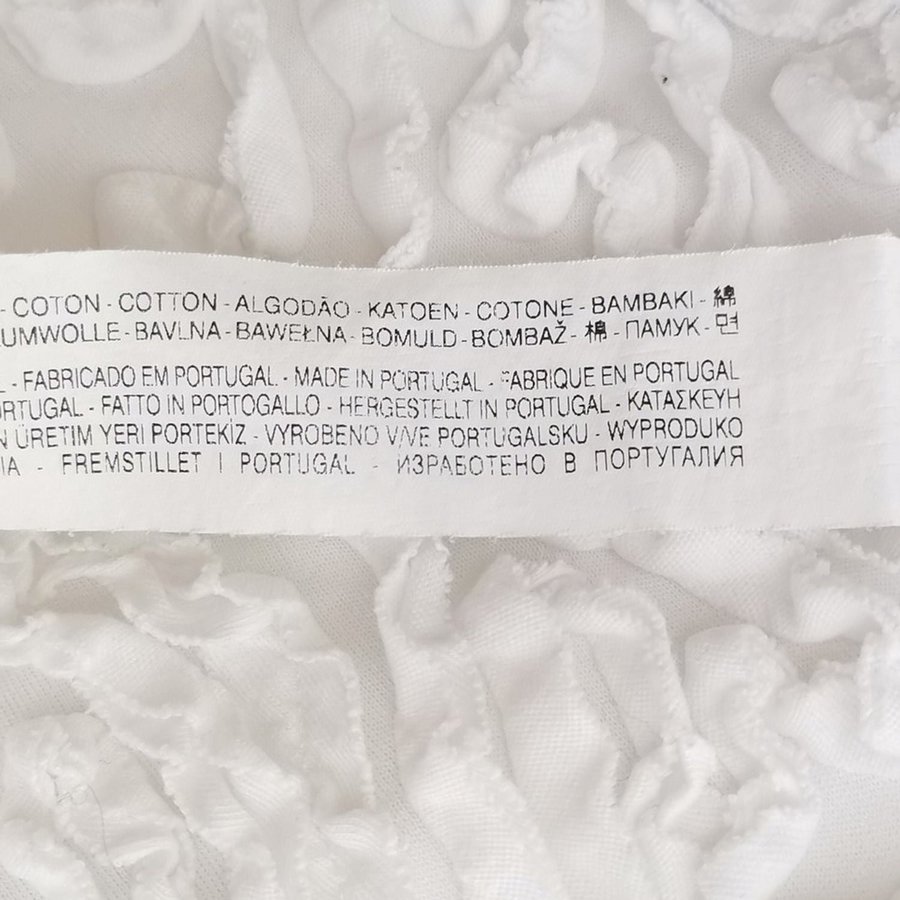 - COTON - COTTON - ALGODÃO - KATOEN - COTONE - BAMBAKI - 綿
UMWOLLE - BAVLNA - BAWEŁNA - BOMULD - BOMBAŽ - 棉 - ПАМУК - 면
- FABRICADO EM PORTUGAL - MADE IN PORTUGAL - FABRIQUE EN PORTUGAL
RTUGAL - FATTO IN PORTOGALLO - HERGESTELLT IN PORTUGAL - ΚΑΤΑΣΚΕΥΗ
N ÜRETIM YERI PORTEKİZ - VYROBENO V/VE PORTUGALSKU - WYPRODUKO
IA - FREMSTILLET I PORTUGAL - ИЗРАБОТЕНО В ПОРТУГАЛИЯ